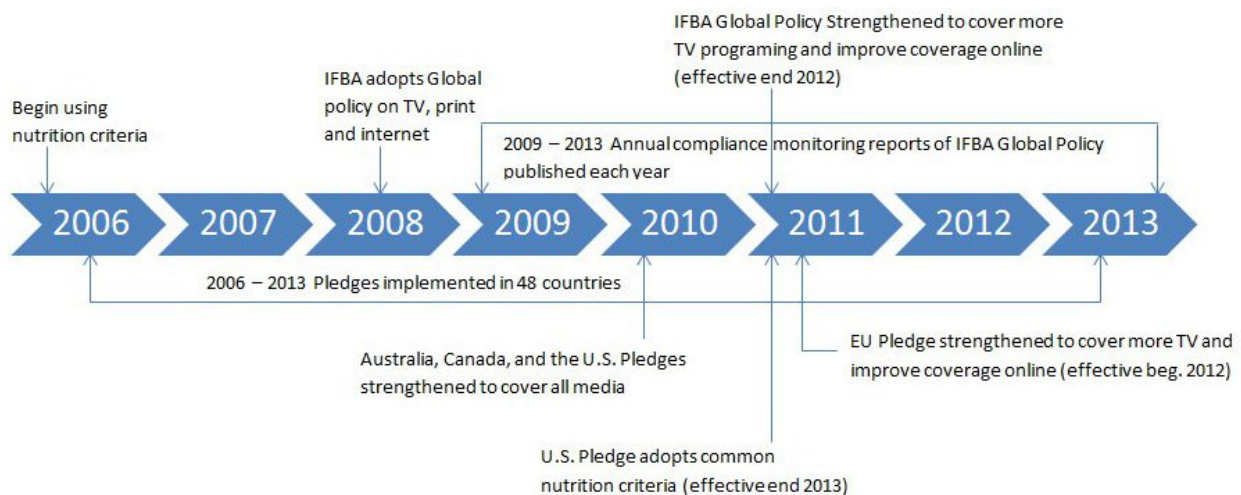 IFBA Global Policy Strengthened to cover more
TV programing and improve coverage online
(effective end 2012)
IFBA adopts Global
policy on TV, print
and internet
Begin using
nutrition criteria
2009 – 2013 Annual compliance monitoring reports of IFBA Global Policy
published each year
2006
2007
2008
2009
2010
2011
2012
2013
2006 – 2013 Pledges implemented in 48 countries
Australia, Canada, and the U.S. Pledges
strengthened to cover all media
EU Pledge strengthened to cover more TV and
improve coverage online (effective beg. 2012)
U.S. Pledge adopts common
nutrition criteria (effective end 2013)